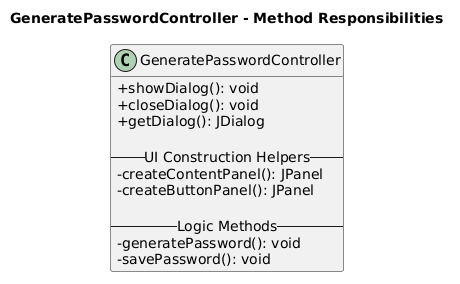 GeneratePasswordController - Method Responsibilities
C GeneratePasswordController
+showDialog(): void
+closeDialog(): void
+getDialog(): JDialog
UI Construction Helpers
-createContentPanel(): JPanel
-createButtonPanel(): JPanel
Logic Methods
-generatePassword(): void
-savePassword(): void